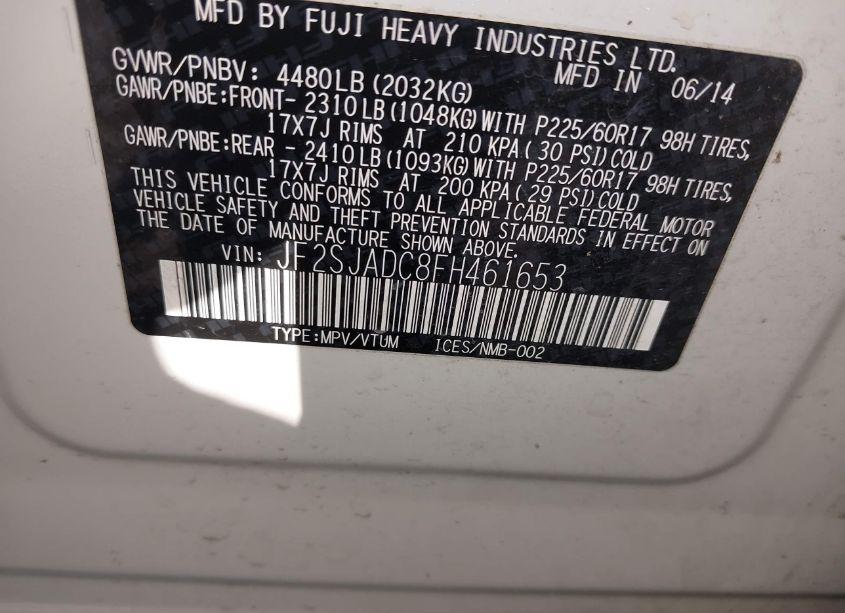 MFD BY FUJI HEAVY INDUSTRIES LTD.
MFD IN 06/14
GVWR/PNBV: 4480LB (2032KG)
GAWR/PNBE:FRONT- 2310LB (1048KG) WITH P225/60R17 98H TIRES,
17X7J RIMS AT 210 KPA( 30 PSI) COLD
GAWR/PNBE:REAR - 2410LB (1093KG) WITH P225/60R17 98H TIRES,
17X7J RIMS AT 200 KPA( 29 PSI) COLD
THIS VEHICLE CONFORMS TO ALL APPLICABLE FEDERAL MOTOR
VEHICLE SAFETY AND THEFT PREVENTION STANDARDS IN EFFECT ON
THE DATE OF MANUFACTURE SHOWN ABOVE.
VIN: JF2SJADC8FH461653
TYPE:MPV/VTUM ICES/NMB-002